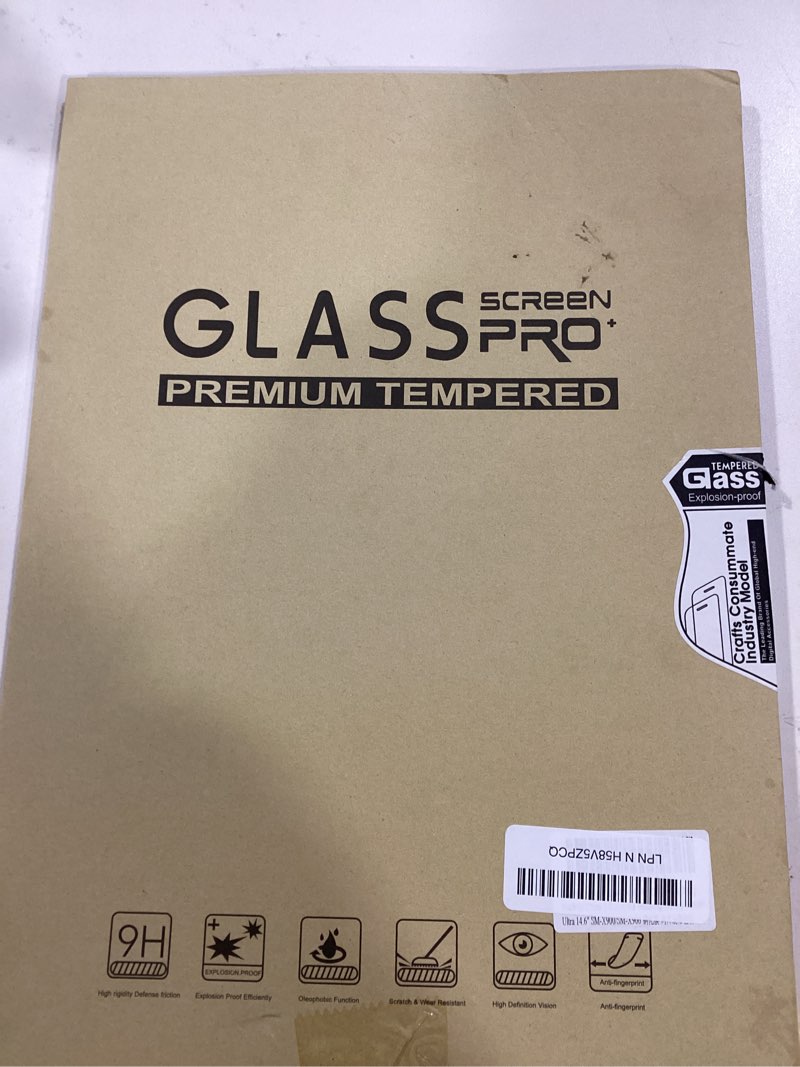 GLASS SCREEN
PRO+
PREMIUM TEMPERED
TEMPERED
Glass
Explosion-proof
Crafts Consummate
Industry Model
The Leading Brand Of Global High-end
Digital Accessories
LPN N H58V5ZPCQ
Ultra 14.6" SM-X900/SM-X906
9H
EXPLOSION.PROOF
Anti-fingerprint
High rigidity Defense friction
Explosion Proof Efficiently
Oleophobic Function
Scratch & Wear Resistant
High Definition Vision
Anti-fingerprint